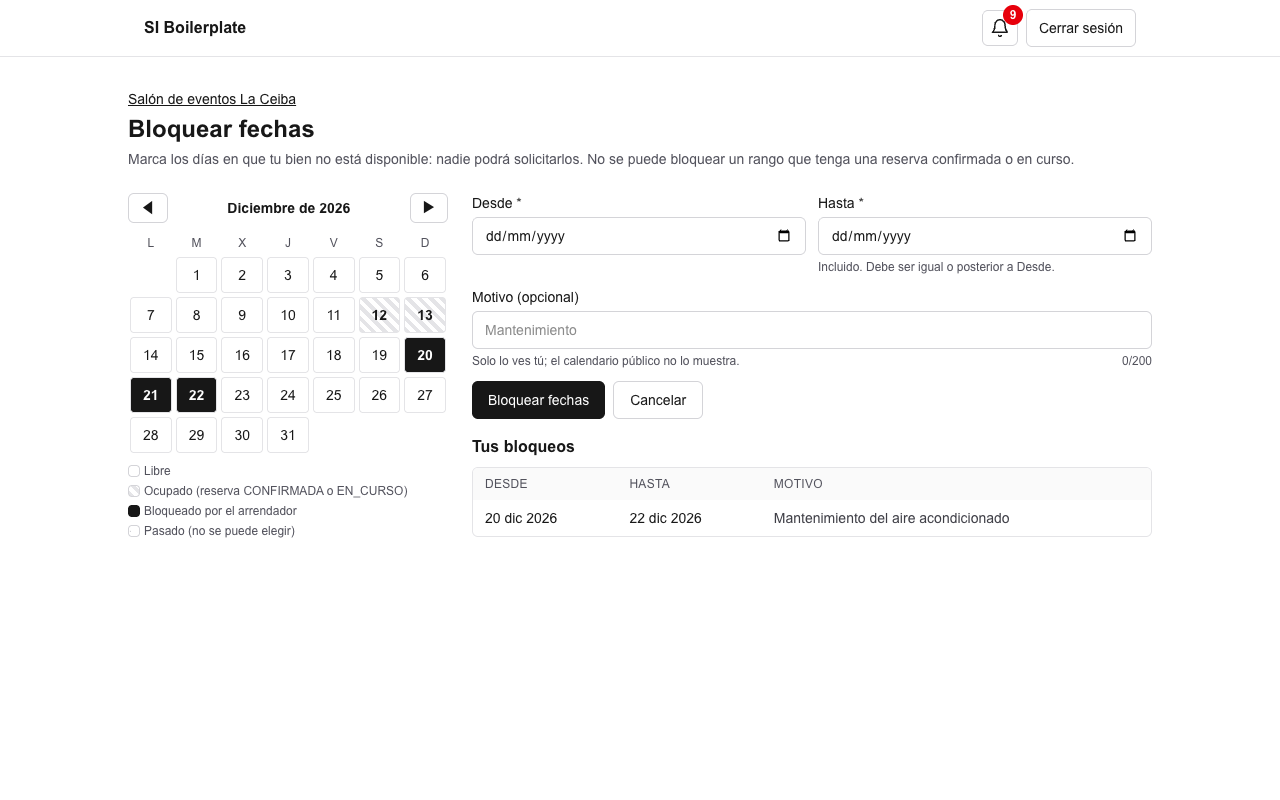 SI Boilerplate
9
Cerrar sesión
Salón de eventos La Ceiba
Bloquear fechas
Marca los días en que tu bien no está disponible: nadie podrá solicitarlos. No se puede bloquear un rango que tenga una reserva confirmada o en curso.
Diciembre de 2026
L M X J V S D
1 2 3 4 5 6
7 8 9 10 11 12 13
14 15 16 17 18 19 20
21 22 23 24 25 26 27
28 29 30 31
Libre
Ocupado (reserva CONFIRMADA o EN_CURSO)
Bloqueado por el arrendador
Pasado (no se puede elegir)
Desde * Hasta *
dd/mm/yyyy dd/mm/yyyy
Incluido. Debe ser igual o posterior a Desde.
Motivo (opcional)
Mantenimiento
Solo lo ves tú; el calendario público no lo muestra. 0/200
Bloquear fechas Cancelar
Tus bloqueos
DESDE HASTA MOTIVO
20 dic 2026 22 dic 2026 Mantenimiento del aire acondicionado